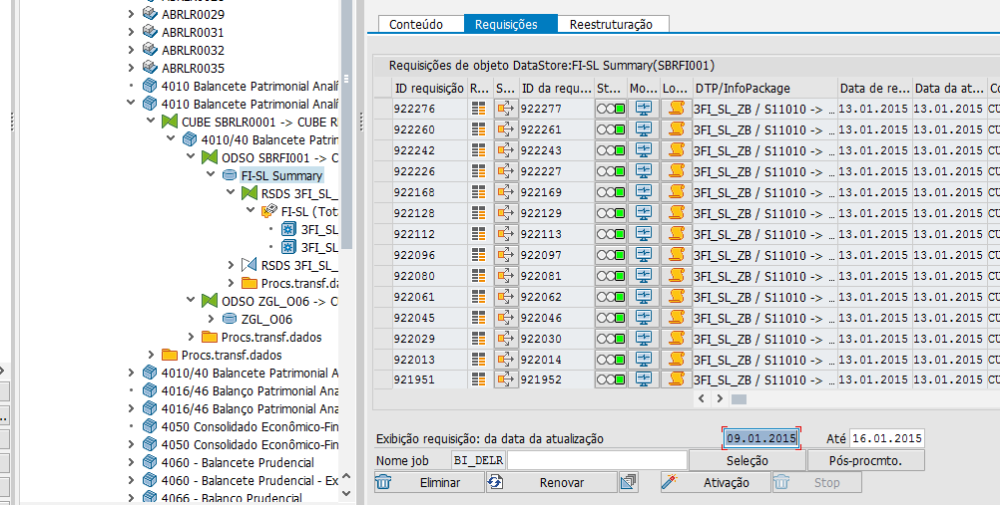 ABRLR0029
ABRLR0031
ABRLR0032
ABRLR0035
4010 Balancete Patrimonial Analí
4010 Balancete Patrimonial Analí
CUBE SBRLR0001 -> CUBE R
4010/40 Balancete Patrimonial
ODSO SBRFI001 -> C
FI-SL Summary
RSDS 3FI_SL_
FI-SL (Tot
3FI_SL
3FI_SL
RSDS 3FI_SL_
Procs.transf.da
ODSO ZGL_O06 -> C
ZGL_O06
Procs.transf.dados
Procs.transf.dados
4010/40 Balancete Patrimonial Ana
4016/46 Balanço Patrimonial Ana
4016/46 Balanço Patrimonial Ana
4050 Consolidado Econômico-Fin
4050 Consolidado Econômico-Fin
4060 - Balancete Prudencial
4060 - Balancete Prudencial - Ex
4066 - Balanço Prudencial
Conteúdo Requisições Reestruturação
Requisições de objeto DataStore:FI-SL Summary(SBRFI001)
ID requisição R... S... ID da requ... St... Mo... Lo... DTP/InfoPackage Data de re... Data da at... Co
922276 922277 3FI_SL_ZB / S11010 -> ... 13.01.2015 13.01.2015 CU
922260 922261 3FI_SL_ZB / S11010 -> ... 13.01.2015 13.01.2015 CU
922242 922243 3FI_SL_ZB / S11010 -> ... 13.01.2015 13.01.2015 CU
922226 922227 3FI_SL_ZB / S11010 -> ... 13.01.2015 13.01.2015 CU
922168 922169 3FI_SL_ZB / S11010 -> ... 13.01.2015 13.01.2015 CU
922128 922129 3FI_SL_ZB / S11010 -> ... 13.01.2015 13.01.2015 CU
922112 922113 3FI_SL_ZB / S11010 -> ... 13.01.2015 13.01.2015 CU
922096 922097 3FI_SL_ZB / S11010 -> ... 13.01.2015 13.01.2015 CU
922080 922081 3FI_SL_ZB / S11010 -> ... 13.01.2015 13.01.2015 CU
922061 922062 3FI_SL_ZB / S11010 -> ... 13.01.2015 13.01.2015 CU
922045 922046 3FI_SL_ZB / S11010 -> ... 13.01.2015 13.01.2015 CU
922029 922030 3FI_SL_ZB / S11010 -> ... 13.01.2015 13.01.2015 CU
922013 922014 3FI_SL_ZB / S11010 -> ... 13.01.2015 13.01.2015 CU
921951 921952 3FI_SL_ZB / S11010 -> ... 13.01.2015 13.01.2015 CU
Exibição requisição: da data da atualização 09.01.2015 Até 16.01.2015
Nome job BI_DELR Seleção Pós-procmto.
Eliminar Renovar Ativação Stop